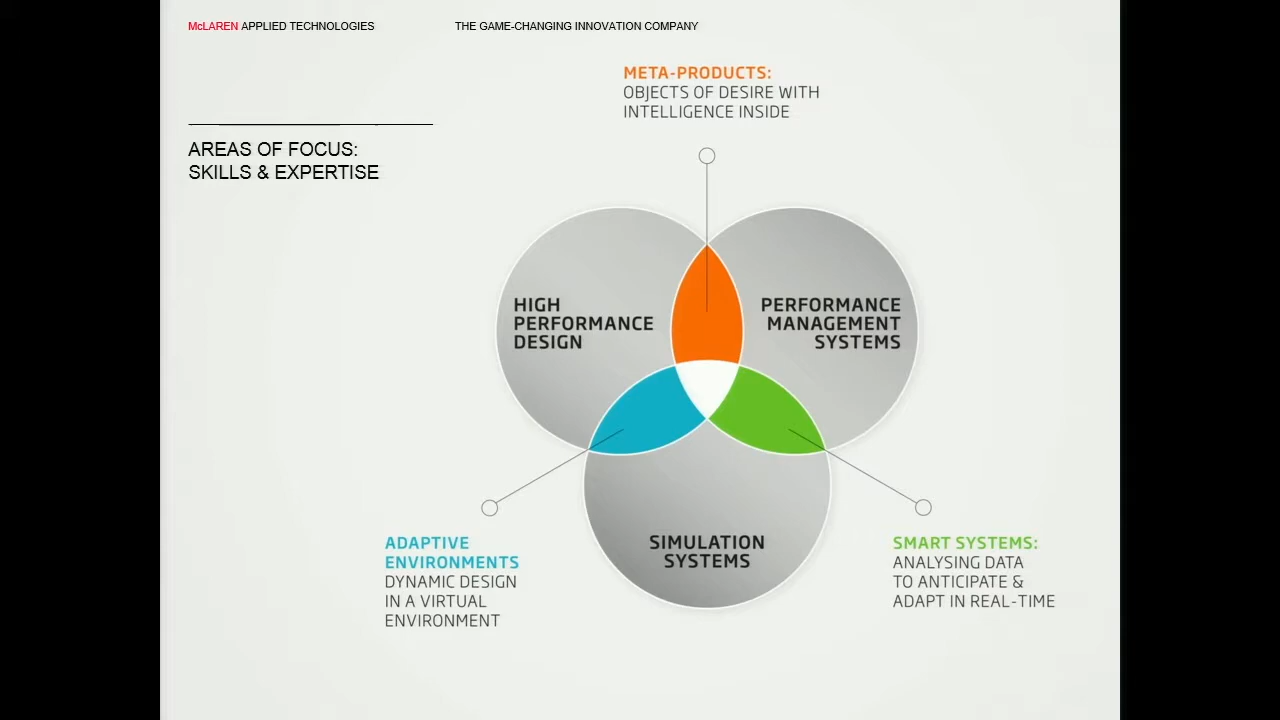 McLAREN APPLIED TECHNOLOGIES
THE GAME-CHANGING INNOVATION COMPANY
AREAS OF FOCUS:
SKILLS & EXPERTISE
META-PRODUCTS:
OBJECTS OF DESIRE WITH
INTELLIGENCE INSIDE
HIGH
PERFORMANCE
DESIGN
PERFORMANCE
MANAGEMENT
SYSTEMS
SIMULATION
SYSTEMS
ADAPTIVE
ENVIRONMENTS
DYNAMIC DESIGN
IN A VIRTUAL
ENVIRONMENT
SMART SYSTEMS:
ANALYSING DATA
TO ANTICIPATE &
ADAPT IN REAL-TIME